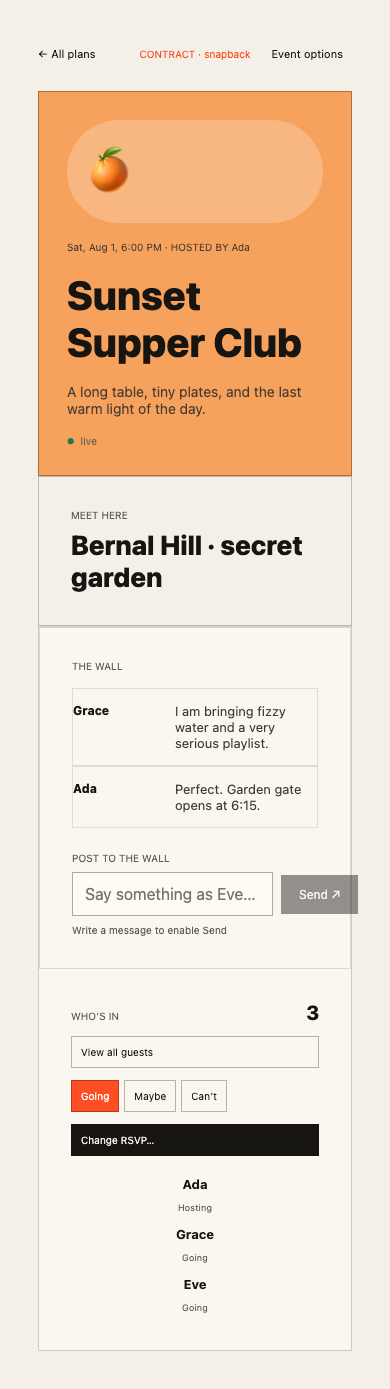 ← All plans
CONTRACT · snapback
Event options
Sat, Aug 1, 6:00 PM · HOSTED BY Ada
Sunset
Supper Club
A long table, tiny plates, and the last
warm light of the day.
live
MEET HERE
Bernal Hill · secret
garden
THE WALL
Grace
I am bringing fizzy
water and a very
serious playlist.
Ada
Perfect. Garden gate
opens at 6:15.
POST TO THE WALL
Say something as Eve...
Send ↗
Write a message to enable Send
WHO'S IN
3
View all guests
Going
Maybe
Can't
Change RSVP...
Ada
Hosting
Grace
Going
Eve
Going